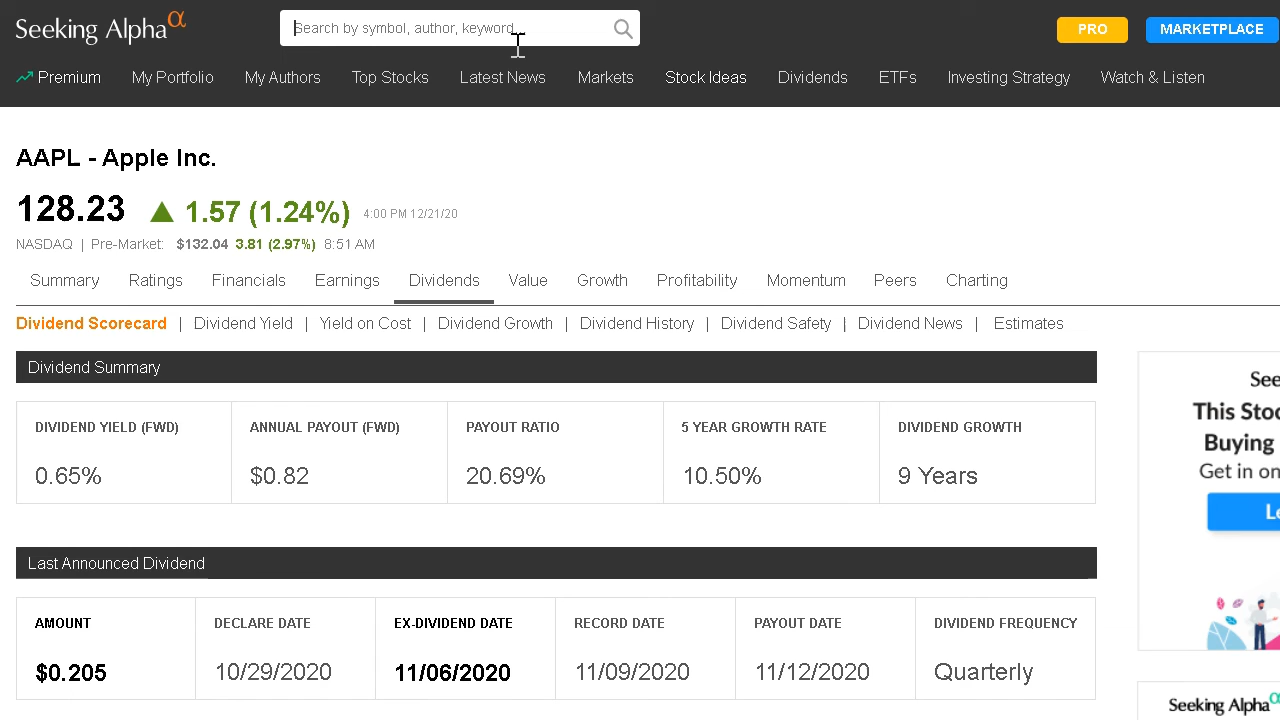 Seeking Alpha α
Search by symbol, author, keyword
PRO
MARKETPLACE
Premium My Portfolio My Authors Top Stocks Latest News Markets Stock Ideas Dividends ETFs Investing Strategy Watch & Listen
AAPL - Apple Inc.
128.23 ▲ 1.57 (1.24%) 4:00 PM 12/21/20
NASDAQ | Pre-Market: $132.04 3.81 (2.97%) 8:51 AM
Summary Ratings Financials Earnings Dividends Value Growth Profitability Momentum Peers Charting
Dividend Scorecard | Dividend Yield | Yield on Cost | Dividend Growth | Dividend History | Dividend Safety | Dividend News | Estimates
Dividend Summary
DIVIDEND YIELD (FWD) ANNUAL PAYOUT (FWD) PAYOUT RATIO 5 YEAR GROWTH RATE DIVIDEND GROWTH
0.65% $0.82 20.69% 10.50% 9 Years
Last Announced Dividend
AMOUNT DECLARE DATE EX-DIVIDEND DATE RECORD DATE PAYOUT DATE DIVIDEND FREQUENCY
$0.205 10/29/2020 11/06/2020 11/09/2020 11/12/2020 Quarterly
See
This Stoc
Buying
Get in on
Le
Seeking Alpha α